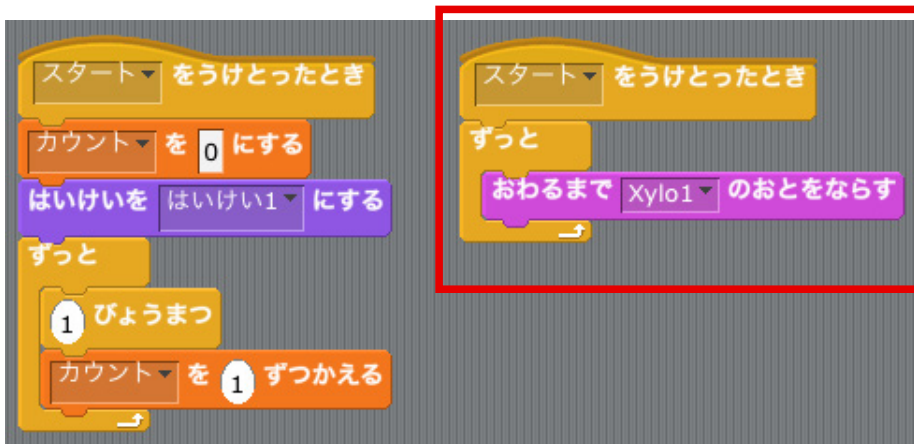 スタート をうけとったとき
カウント を 0 にする
はいけいを はいけい1 にする
ずっと
1 びょうまつ
カウント を 1 ずつかえる
スタート をうけとったとき
ずっと
おわるまで Xylo1 のおとをならす